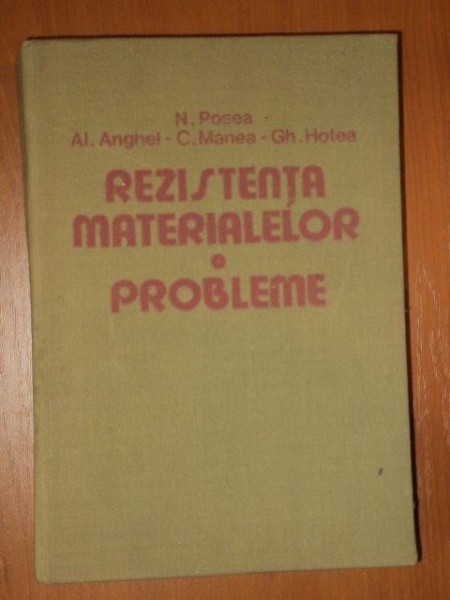 N. Posea
Al. Anghel - C. Manea - Gh. Hotea
REZISTENȚA
MATERIALELOR
•
PROBLEME